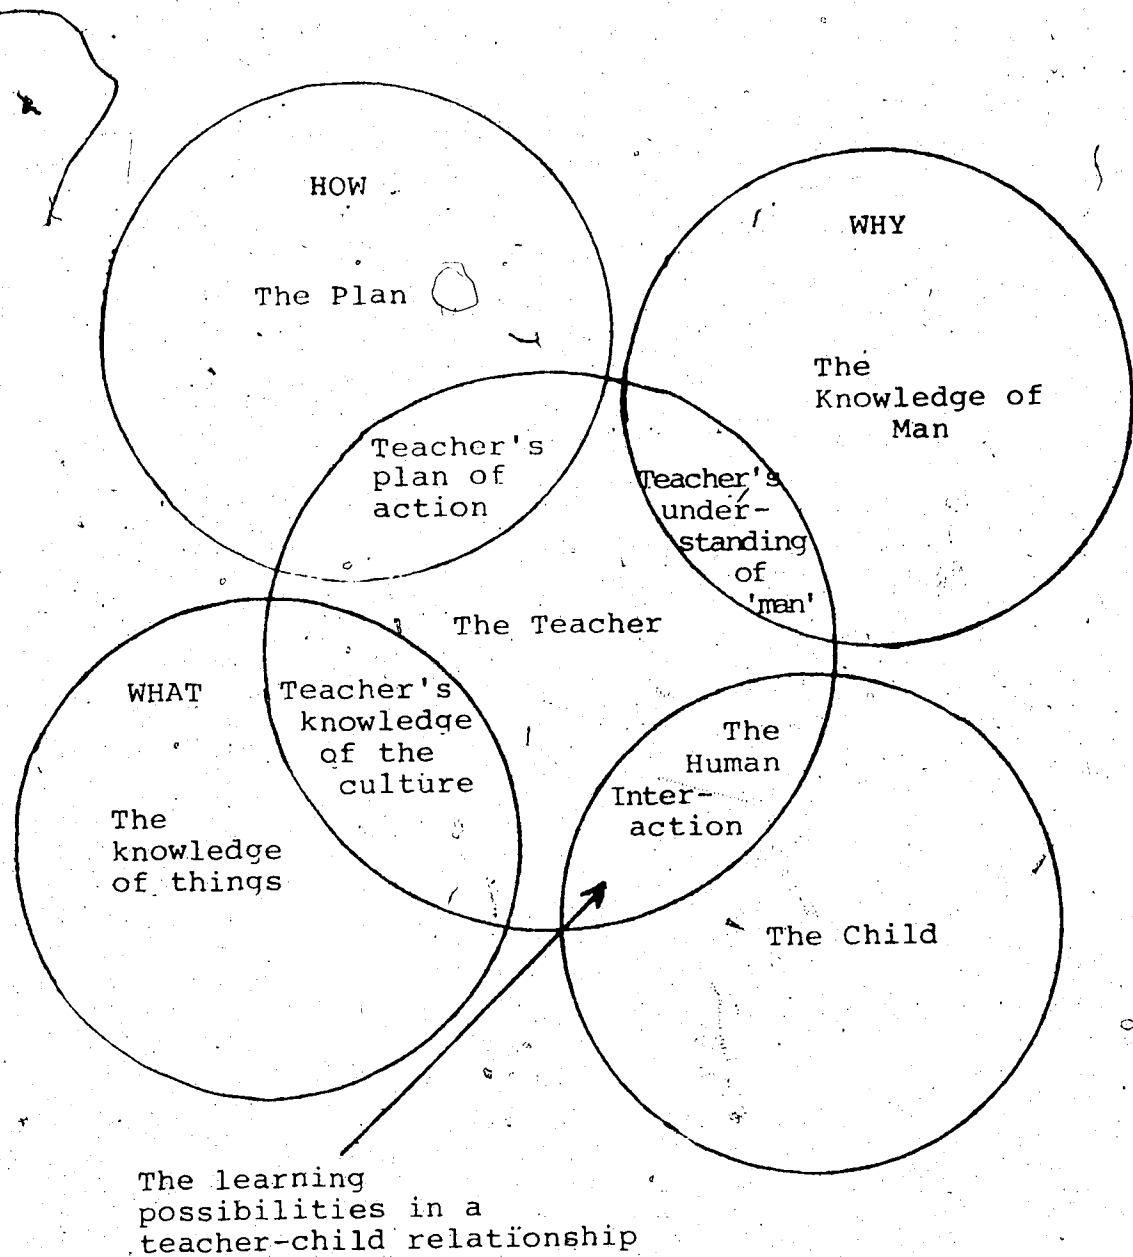 HOW
The Plan
WHY
The
Knowledge of
Man
Teacher's
plan of
action
Teacher's
under-
standing
of
'man'
The Teacher
WHAT
Teacher's
knowledge
of the
culture
The
knowledge
of things
The
Human
Inter-
action
The Child
The learning
possibilities in a
teacher-child relationship